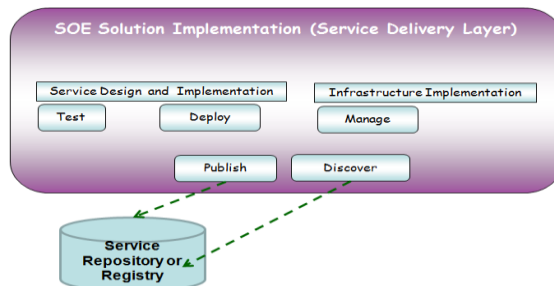 SOE Solution Implementation (Service Delivery Layer)
Service Design and Implementation
Infrastructure Implementation
Test
Deploy
Manage
Publish
Discover
Service
Repository or
Registry